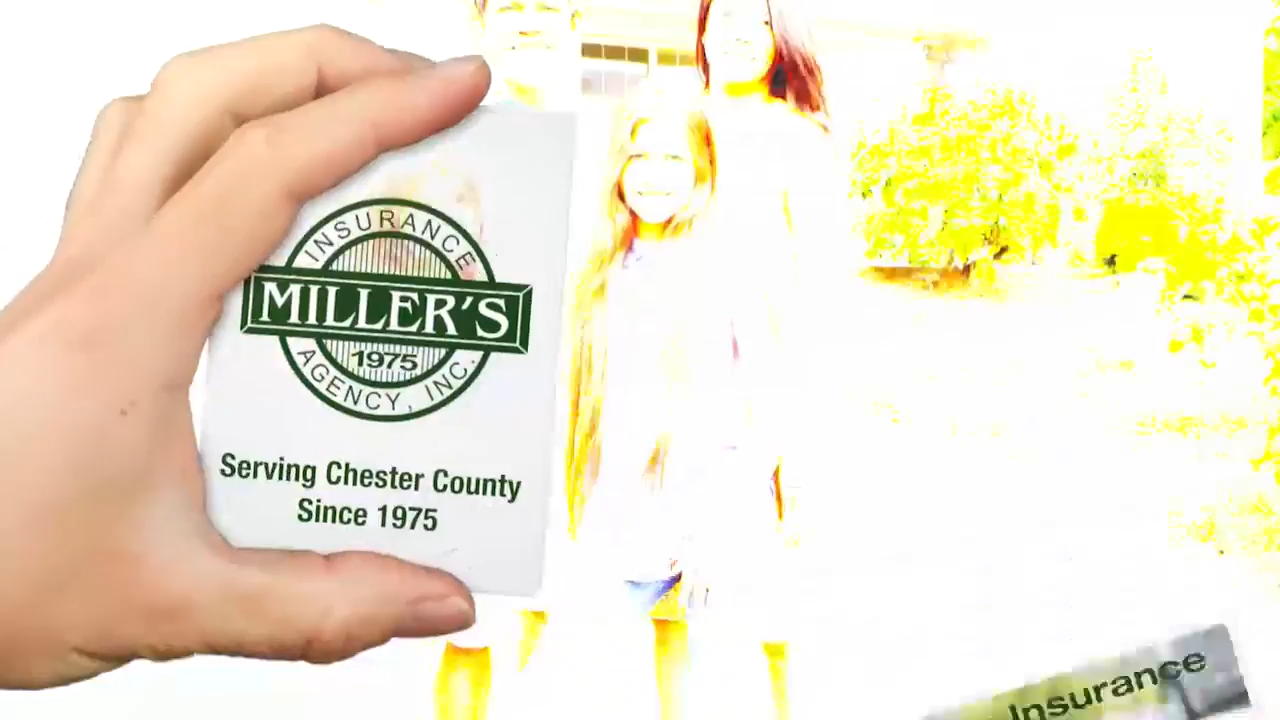 INSURANCE
MILLER'S
1975
AGENCY, INC.
Serving Chester County
Since 1975
Insurance